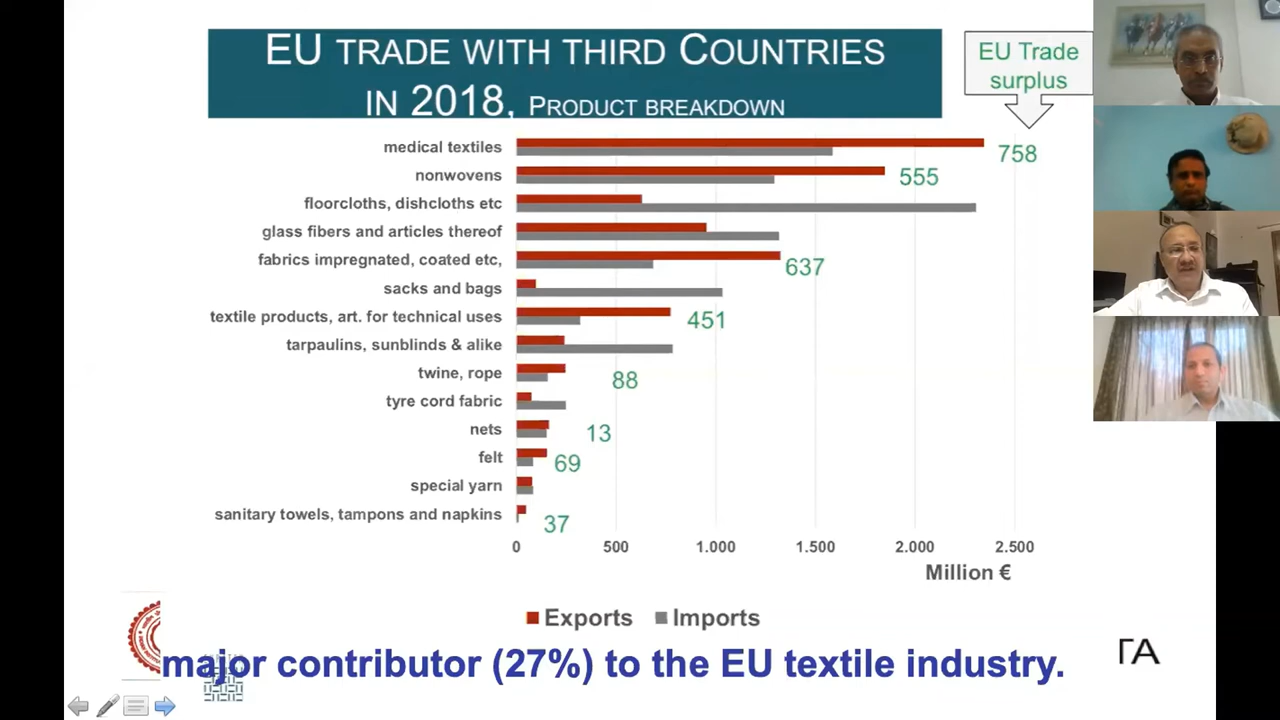 EU TRADE WITH THIRD COUNTRIES
IN 2018, PRODUCT BREAKDOWN
EU Trade
surplus
medical textiles
758
nonwovens
555
floorcloths, dishcloths etc
glass fibers and articles thereof
fabrics impregnated, coated etc,
637
sacks and bags
textile products, art. for technical uses
451
tarpaulins, sunblinds & alike
twine, rope
88
tyre cord fabric
nets
13
felt
69
special yarn
sanitary towels, tampons and napkins
37
0 500 1.000 1.500 2.000 2.500
Million €
Exports Imports
major contributor (27%) to the EU textile industry.